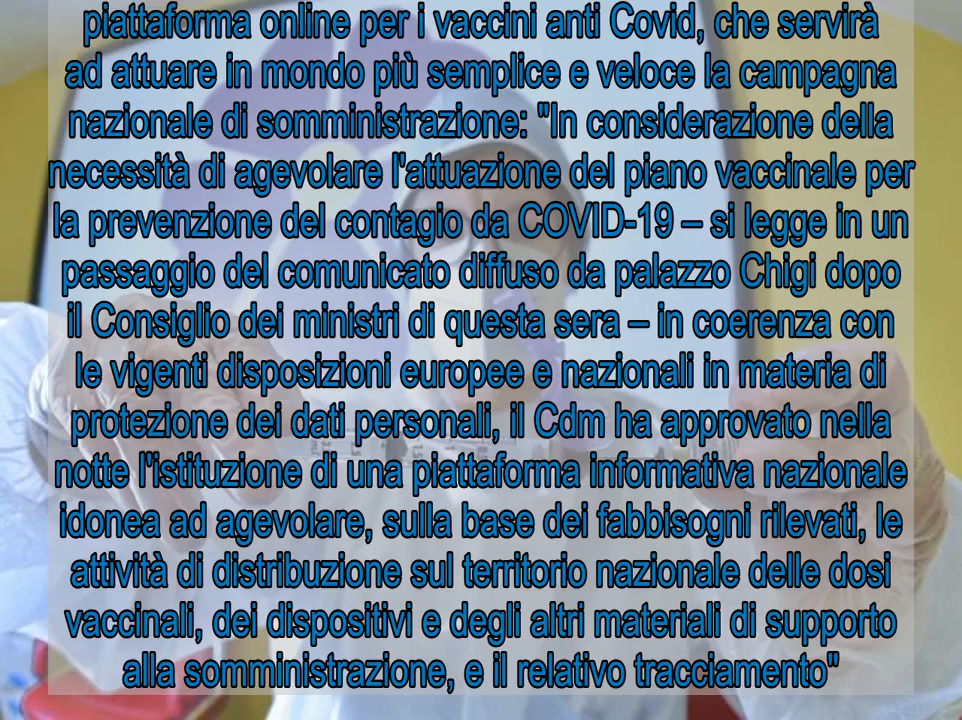 piattaforma online per i vaccini anti Covid, che servirà
ad attuare in mondo più semplice e veloce la campagna
nazionale di somministrazione: "In considerazione della
necessità di agevolare l'attuazione del piano vaccinale per
la prevenzione del contagio da COVID-19 – si legge in un
passaggio del comunicato diffuso da palazzo Chigi dopo
il Consiglio dei ministri di questa sera – in coerenza con
le vigenti disposizioni europee e nazionali in materia di
protezione dei dati personali, il Cdm ha approvato nella
notte l'istituzione di una piattaforma informativa nazionale
idonea ad agevolare, sulla base dei fabbisogni rilevati, le
attività di distribuzione sul territorio nazionale delle dosi
vaccinali, dei dispositivi e degli altri materiali di supporto
alla somministrazione, e il relativo tracciamento"